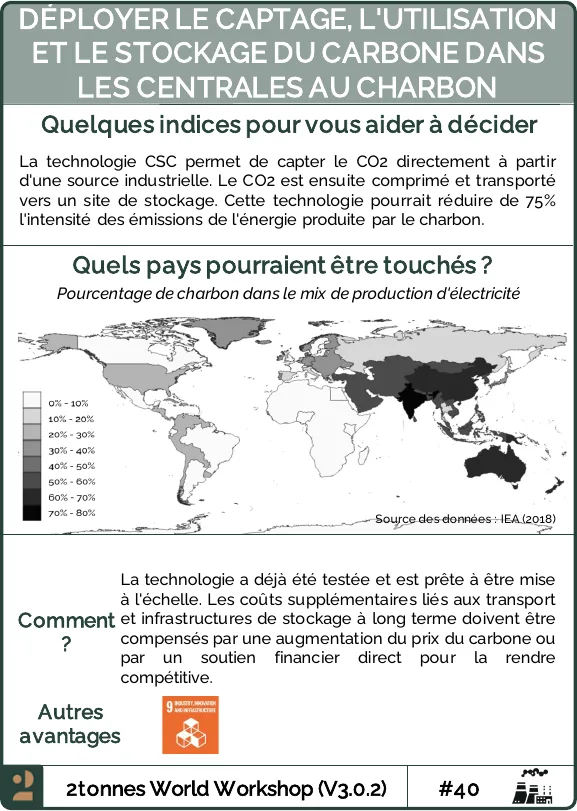 DÉPLOYER LE CAPTAGE, L'UTILISATION
ET LE STOCKAGE DU CARBONE DANS
LES CENTRALES AU CHARBON
Quelques indices pour vous aider à décider
La technologie CSC permet de capter le CO2 directement à partir
d'une source industrielle. Le CO2 est ensuite comprimé et transporté
vers un site de stockage. Cette technologie pourrait réduire de 75%
l'intensité des émissions de l'énergie produite par le charbon.
Quels pays pourraient être touchés ?
Pourcentage de charbon dans le mix de production d'électricité
0% - 10%
10% - 20%
20% - 30%
30% - 40%
40% - 50%
50% - 60%
60% - 70%
70% - 80%
Source des données : IEA (2018)
Comment
?
La technologie a déjà été testée et est prête à être mise
à l'échelle. Les coûts supplémentaires liés aux transport
et infrastructures de stockage à long terme doivent être
compensés par une augmentation du prix du carbone ou
par un soutien financier direct pour la rendre
compétitive.
Autres
avantages
9 INDUSTRY, INNOVATION
AND INFRASTRUCTURE
2
2tonnes World Workshop (V3.0.2)
#40